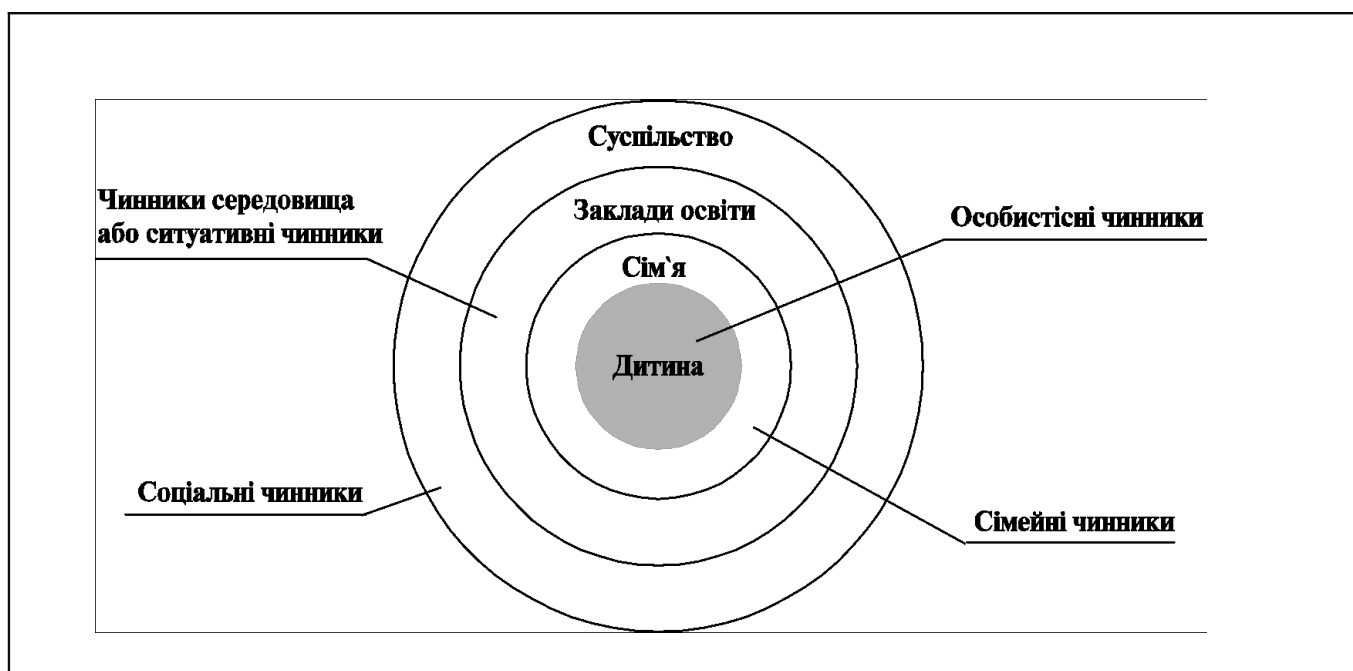 Суспільство
Чинники середовища
або ситуативні чинники
Заклади освіти
Особистісні чинники
Сім`я
Дитина
Соціальні чинники
Сімейні чинники